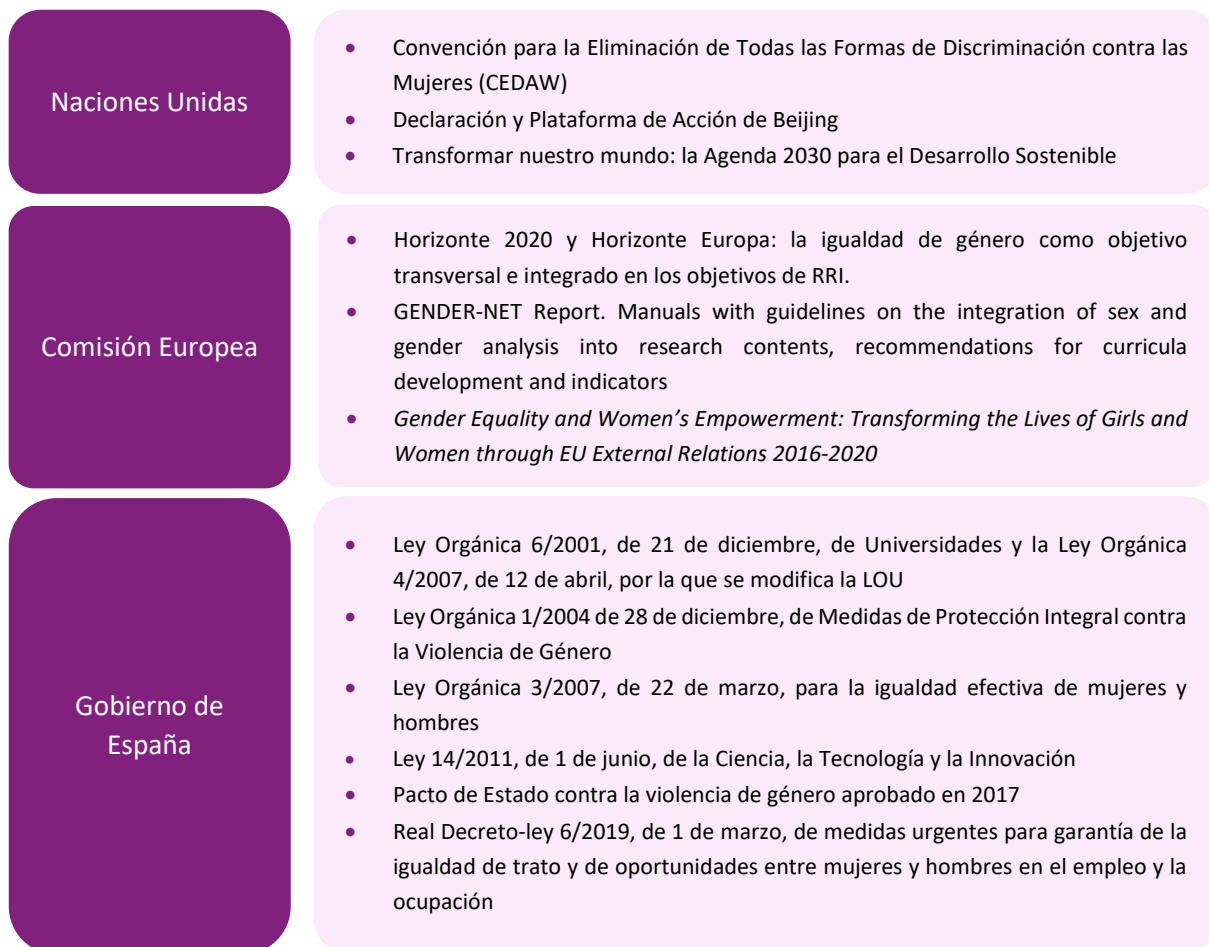 Naciones Unidas
• Convención para la Eliminación de Todas las Formas de Discriminación contra las
Mujeres (CEDAW)
• Declaración y Plataforma de Acción de Beijing
• Transformar nuestro mundo: la Agenda 2030 para el Desarrollo Sostenible
Comisión Europea
• Horizonte 2020 y Horizonte Europa: la igualdad de género como objetivo
transversal e integrado en los objetivos de RRI.
• GENDER-NET Report. Manuals with guidelines on the integration of sex and
gender analysis into research contents, recommendations for curricula
development and indicators
• Gender Equality and Women’s Empowerment: Transforming the Lives of Girls and
Women through EU External Relations 2016-2020
Gobierno de
España
• Ley Orgánica 6/2001, de 21 de diciembre, de Universidades y la Ley Orgánica
4/2007, de 12 de abril, por la que se modifica la LOU
• Ley Orgánica 1/2004 de 28 de diciembre, de Medidas de Protección Integral contra
la Violencia de Género
• Ley Orgánica 3/2007, de 22 de marzo, para la igualdad efectiva de mujeres y
hombres
• Ley 14/2011, de 1 de junio, de la Ciencia, la Tecnología y la Innovación
• Pacto de Estado contra la violencia de género aprobado en 2017
• Real Decreto-ley 6/2019, de 1 de marzo, de medidas urgentes para garantía de la
igualdad de trato y de oportunidades entre mujeres y hombres en el empleo y la
ocupación